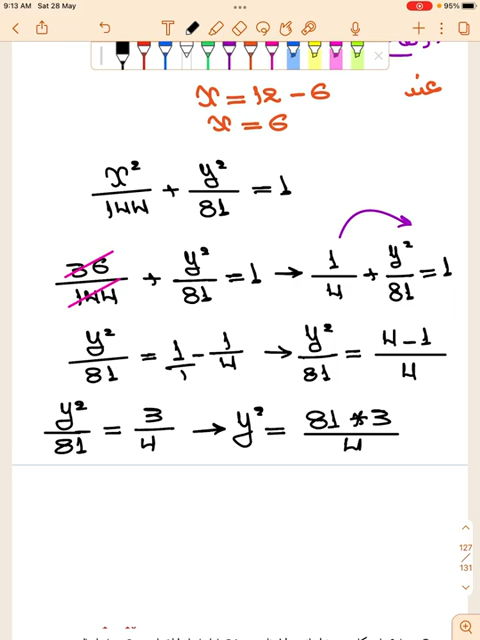 9:13 AM Sat 28 May
95%
x = 12 - 6
عند
x = 6
x²/144 + y²/81 = 1
36/144 + y²/81 = 1 → 1/4 + y²/81 = 1
y²/81 = 1/1 - 1/4 → y²/81 = 4-1/4
y²/81 = 3/4 → y² = 81*3/4
127/131